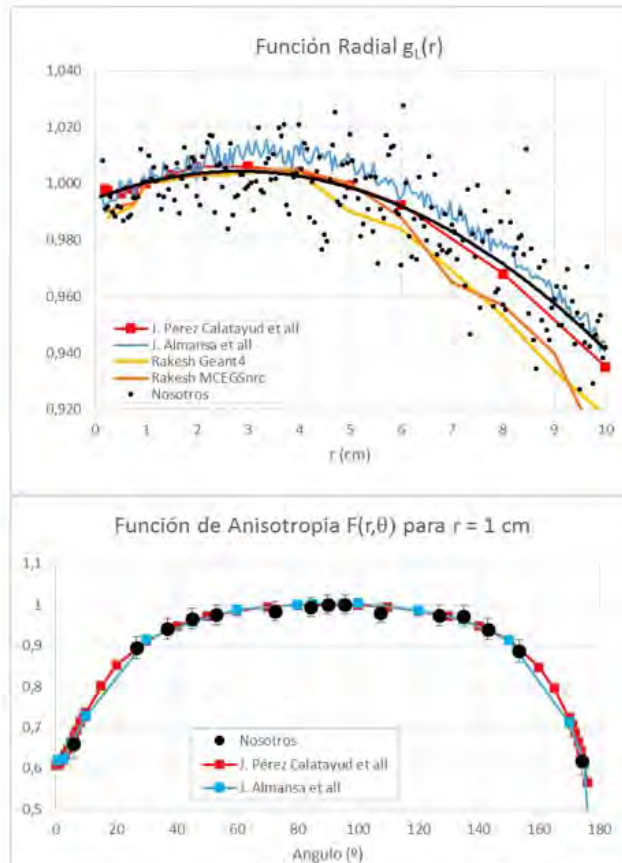 Función Radial gL(r)
1,040
1,020
1,000
0,980
0,960
0,940
0,920
J. Pérez Calatayud et all
J. Almansa et all
Rakesh Geant4
Rakesh MCEGSnrc
Nosotros
0 1 2 3 4 5 6 7 8 9 10
r (cm)
Función de Anisotropía F(r,θ) para r = 1 cm
1,1
1
0,9
0,8
0,7
0,6
0,5
Nosotros
J. Pérez Calatayud et all
J. Almansa et all
0 20 40 60 80 100 120 140 160 180
Angulo (º)